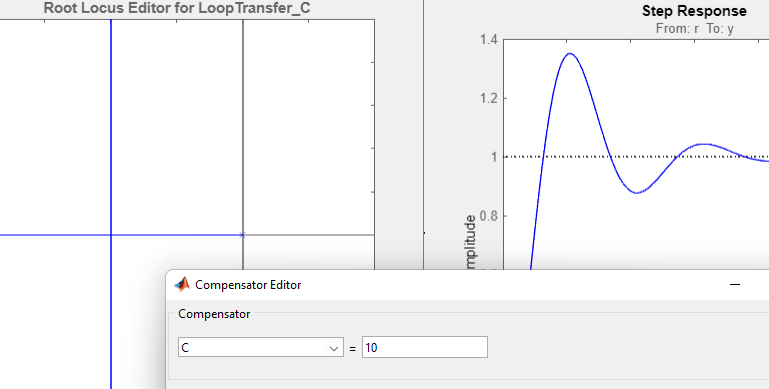 Root Locus Editor for LoopTransfer_C
Step Response
From: r To: y
1.4
1.2
1
0.8
mplitude
Compensator Editor
Compensator
C
=
10